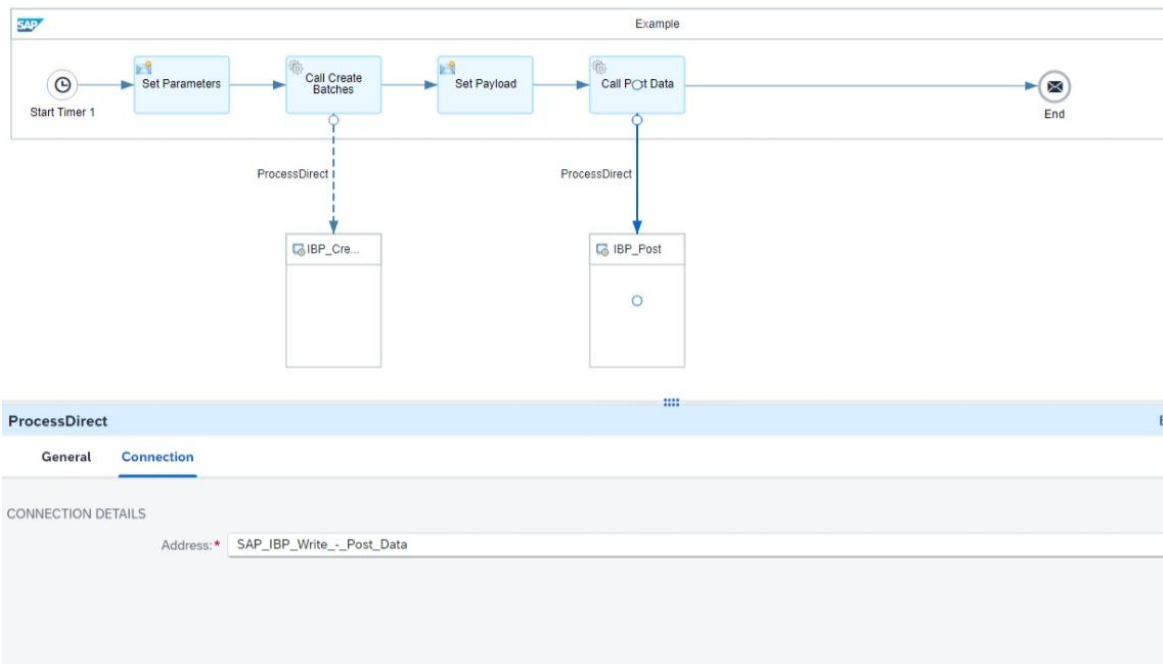 SAP
Example
Set Parameters
Call Create
Batches
Set Payload
Call Post Data
Start Timer 1
End
ProcessDirect
ProcessDirect
IBP_Cre...
IBP_Post
ProcessDirect
General Connection
CONNECTION DETAILS
Address:* SAP_IBP_Write_-_Post_Data